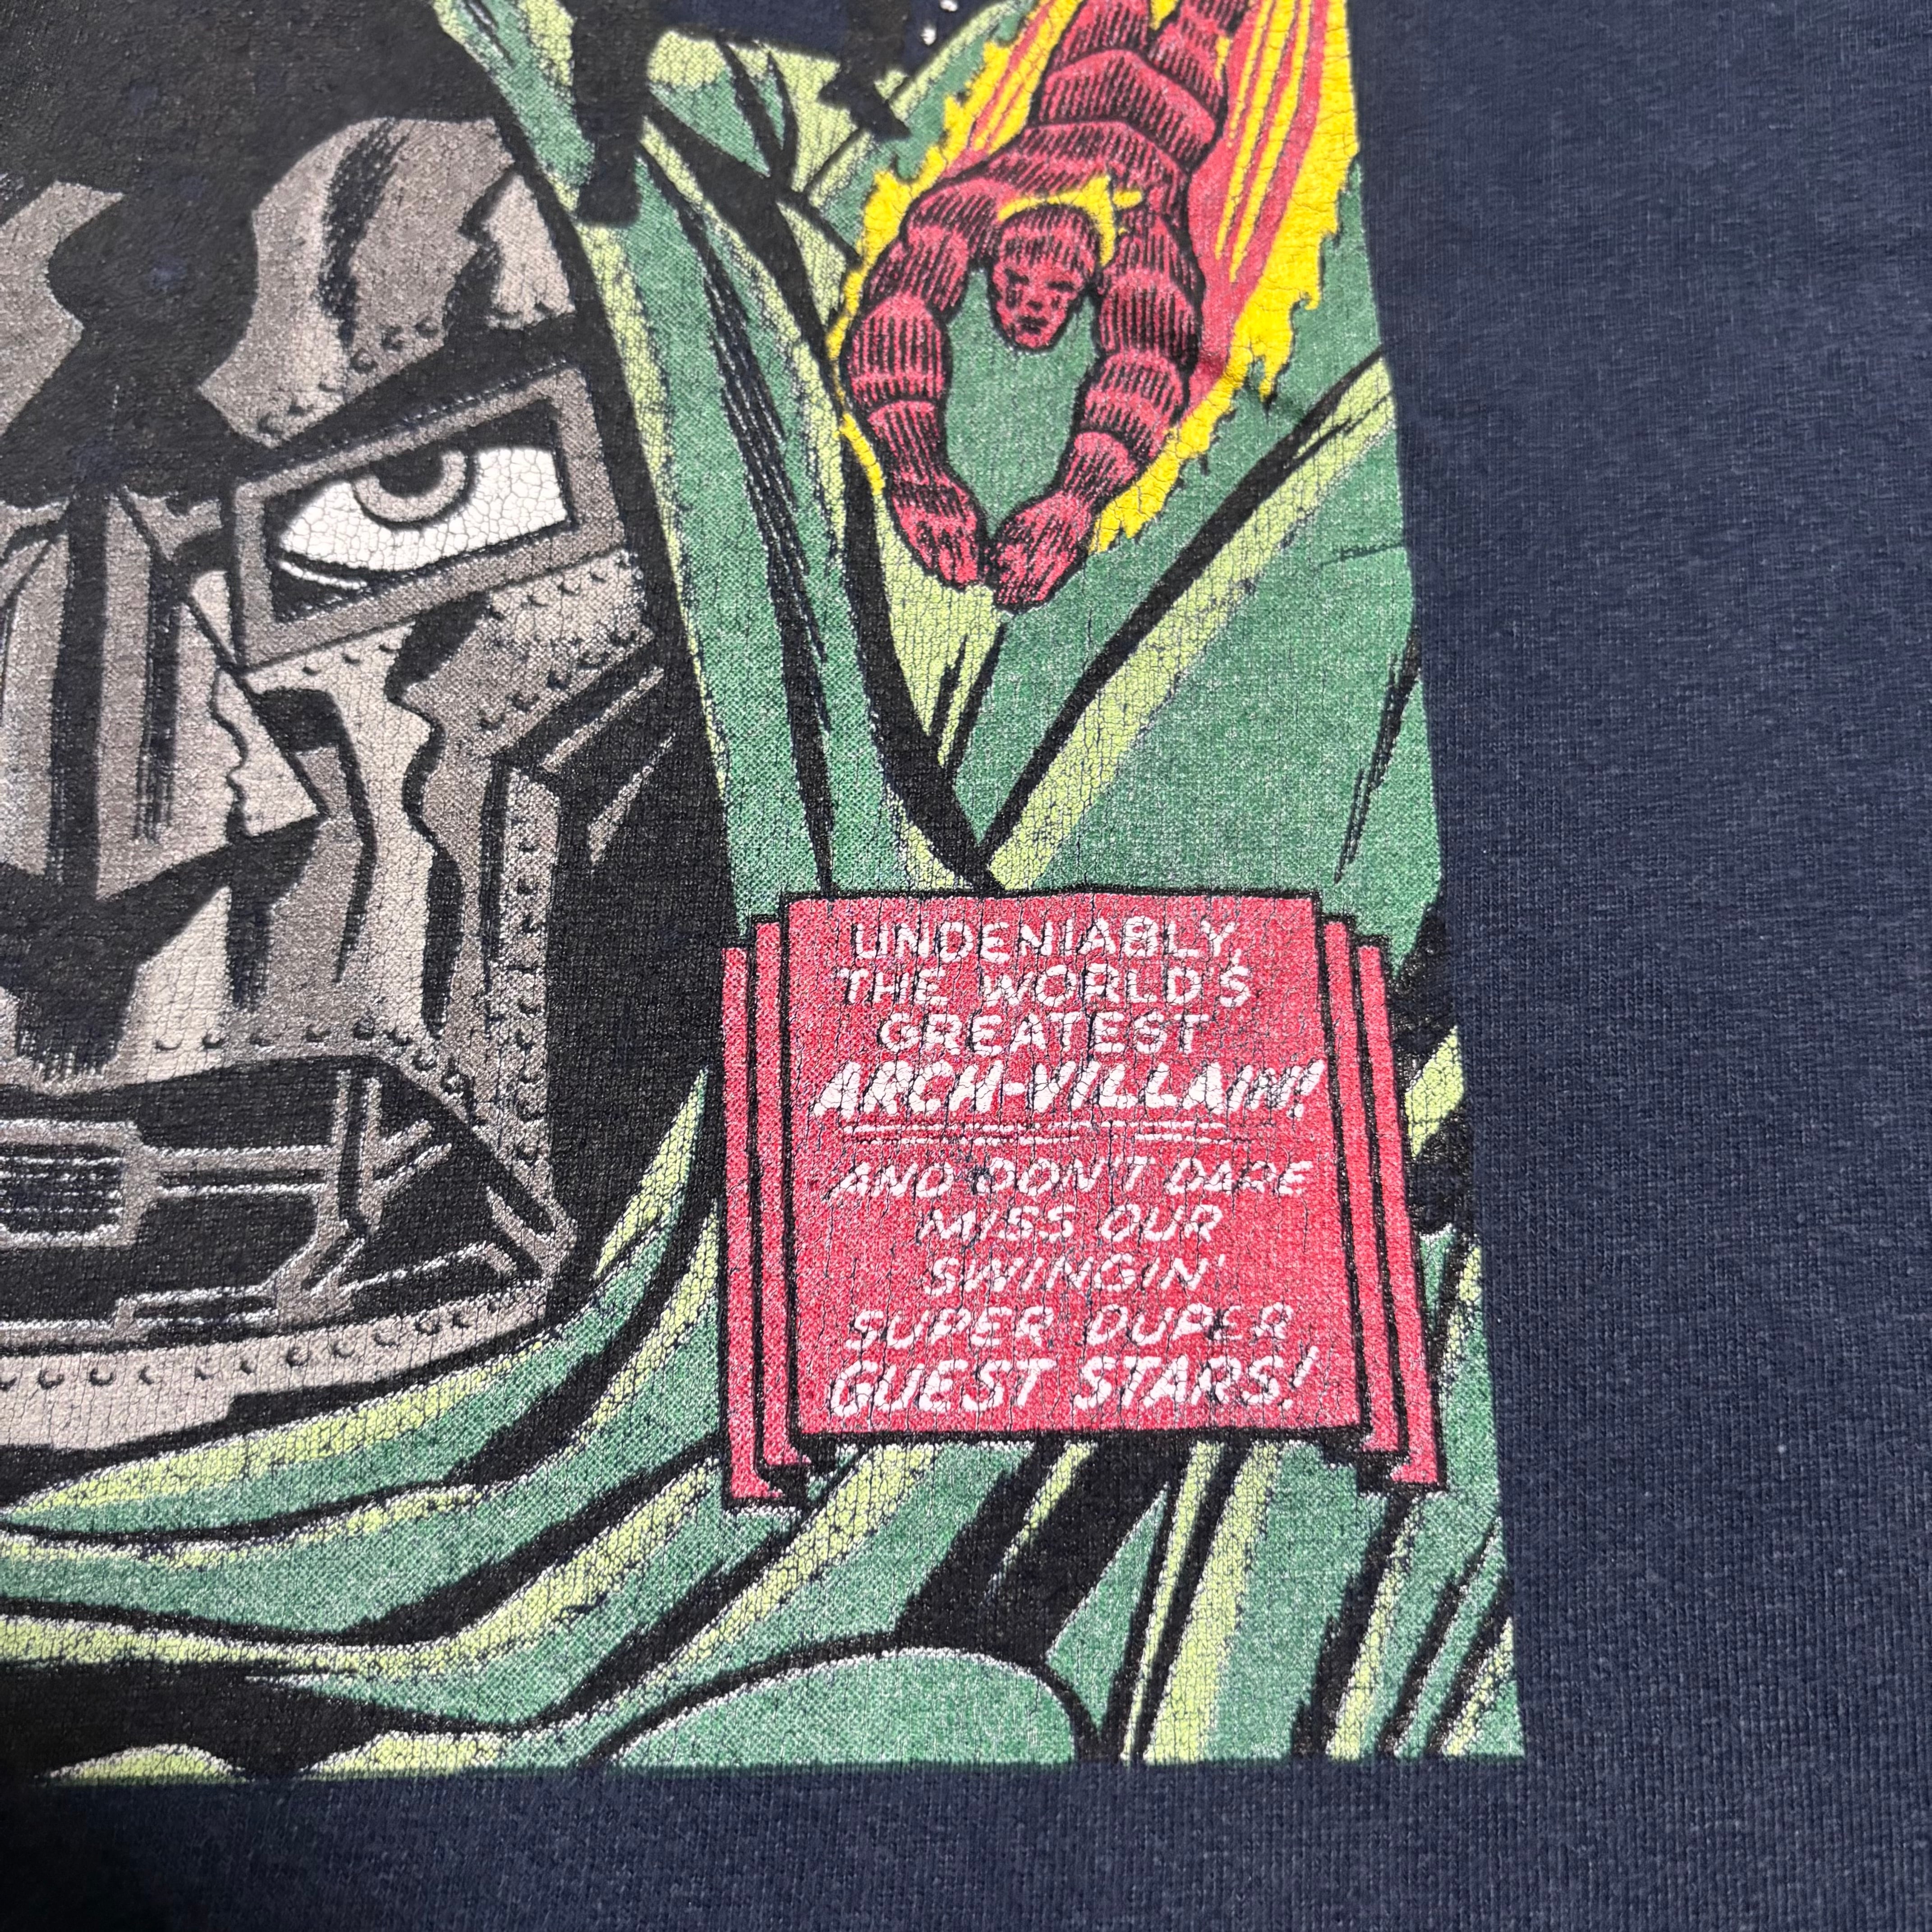 UNDENIABLY,
THE WORLD'S
GREATEST
ARCH-VILLAIN!
AND DON'T DARE
MISS OUR
SWINGIN'
SUPER DUPER
GUEST STARS!